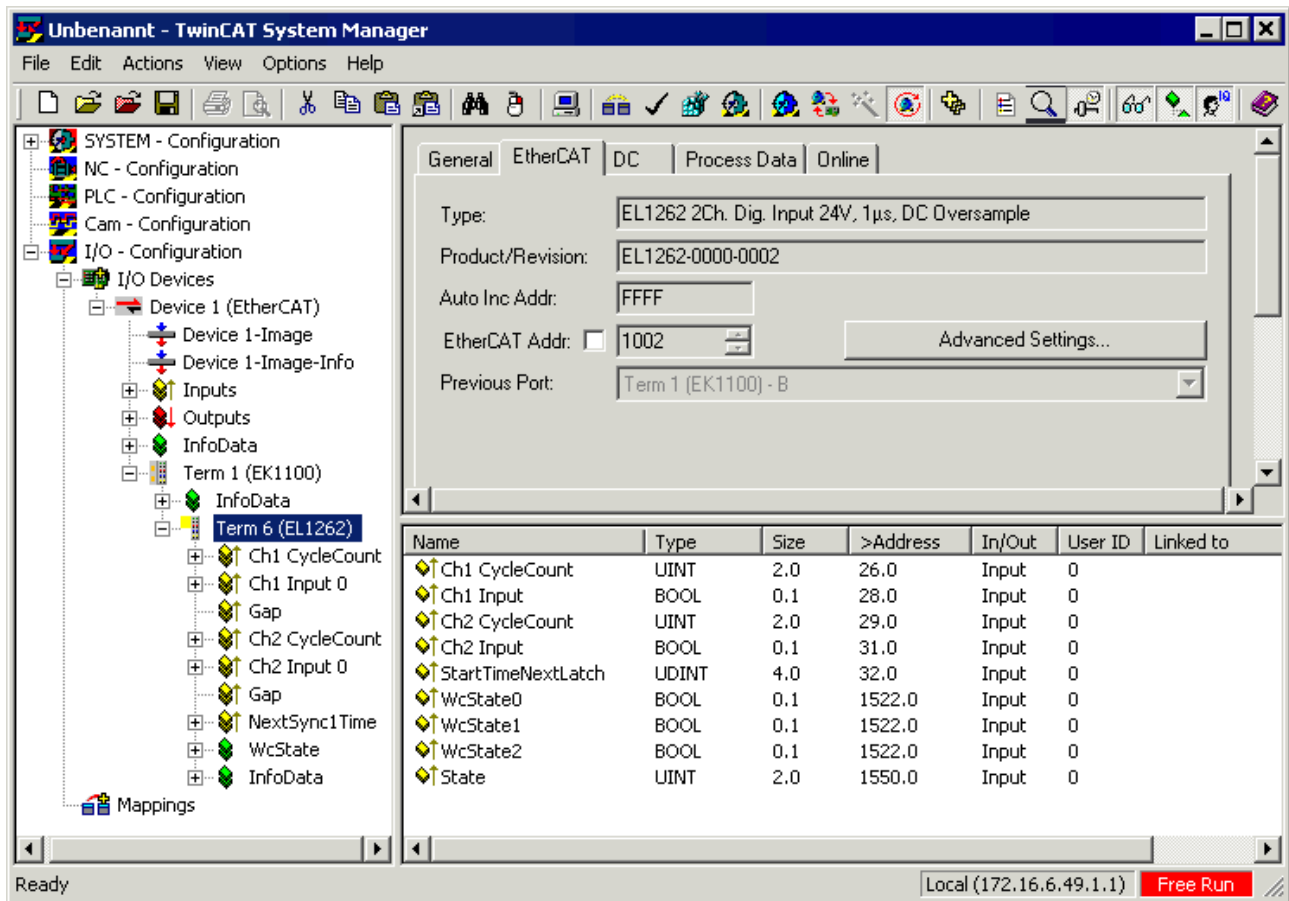 Unbenannt - TwinCAT System Manager
File Edit Actions View Options Help
SYSTEM - Configuration
NC - Configuration
PLC - Configuration
Cam - Configuration
I/O - Configuration
I/O Devices
Device 1 (EtherCAT)
Device 1-Image
Device 1-Image-Info
Inputs
Outputs
InfoData
Term 1 (EK1100)
InfoData
Term 6 (EL1262)
Ch1 CycleCount
Ch1 Input 0
Gap
Ch2 CycleCount
Ch2 Input 0
Gap
NextSync1Time
WcState
InfoData
Mappings
General EtherCAT DC Process Data Online
Type: EL1262 2Ch. Dig. Input 24V, 1µs, DC Oversample
Product/Revision: EL1262-0000-0002
Auto Inc Addr: FFFF
EtherCAT Addr: 1002 Advanced Settings...
Previous Port: Term 1 (EK1100) - B
Name Type Size >Address In/Out User ID Linked to
Ch1 CycleCount UINT 2.0 26.0 Input 0
Ch1 Input BOOL 0.1 28.0 Input 0
Ch2 CycleCount UINT 2.0 29.0 Input 0
Ch2 Input BOOL 0.1 31.0 Input 0
StartTimeNextLatch UDINT 4.0 32.0 Input 0
WcState0 BOOL 0.1 1522.0 Input 0
WcState1 BOOL 0.1 1522.0 Input 0
WcState2 BOOL 0.1 1522.0 Input 0
State UINT 2.0 1550.0 Input 0
Ready Local (172.16.6.49.1.1) Free Run